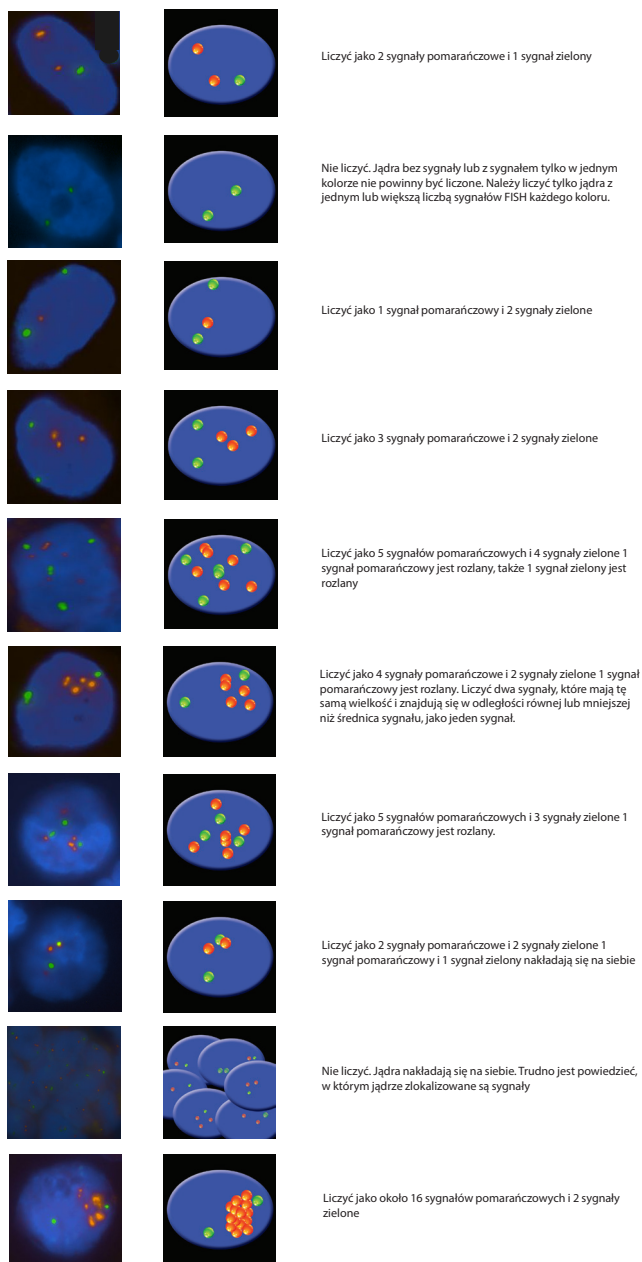 Liczyć jako 2 sygnały pomarańczowe i 1 sygnał zielony
Nie liczyć. Jądra bez sygnały lub z sygnałem tylko w jednym
kolorze nie powinny być liczone. Należy liczyć tylko jądra z
jednym lub większą liczbą sygnałów FISH każdego koloru.
Liczyć jako 1 sygnał pomarańczowy i 2 sygnały zielone
Liczyć jako 3 sygnały pomarańczowe i 2 sygnały zielone
Liczyć jako 5 sygnałów pomarańczowych i 4 sygnały zielone 1
sygnał pomarańczowy jest rozlany, także 1 sygnał zielony jest
rozlany
Liczyć jako 4 sygnały pomarańczowe i 2 sygnały zielone 1 sygnał
pomarańczowy jest rozlany. Liczyć dwa sygnały, które mają tę
samą wielkość i znajdują się w odległości równej lub mniejszej
niż średnica sygnału, jako jeden sygnał.
Liczyć jako 5 sygnałów pomarańczowych i 3 sygnały zielone 1
sygnał pomarańczowy jest rozlany.
Liczyć jako 2 sygnały pomarańczowe i 2 sygnały zielone 1
sygnał pomarańczowy i 1 sygnał zielony nakładają się na siebie
Nie liczyć. Jądra nakładają się na siebie. Trudno jest powiedzieć,
w którym jądrze zlokalizowane są sygnały
Liczyć jako około 16 sygnałów pomarańczowych i 2 sygnały
zielone